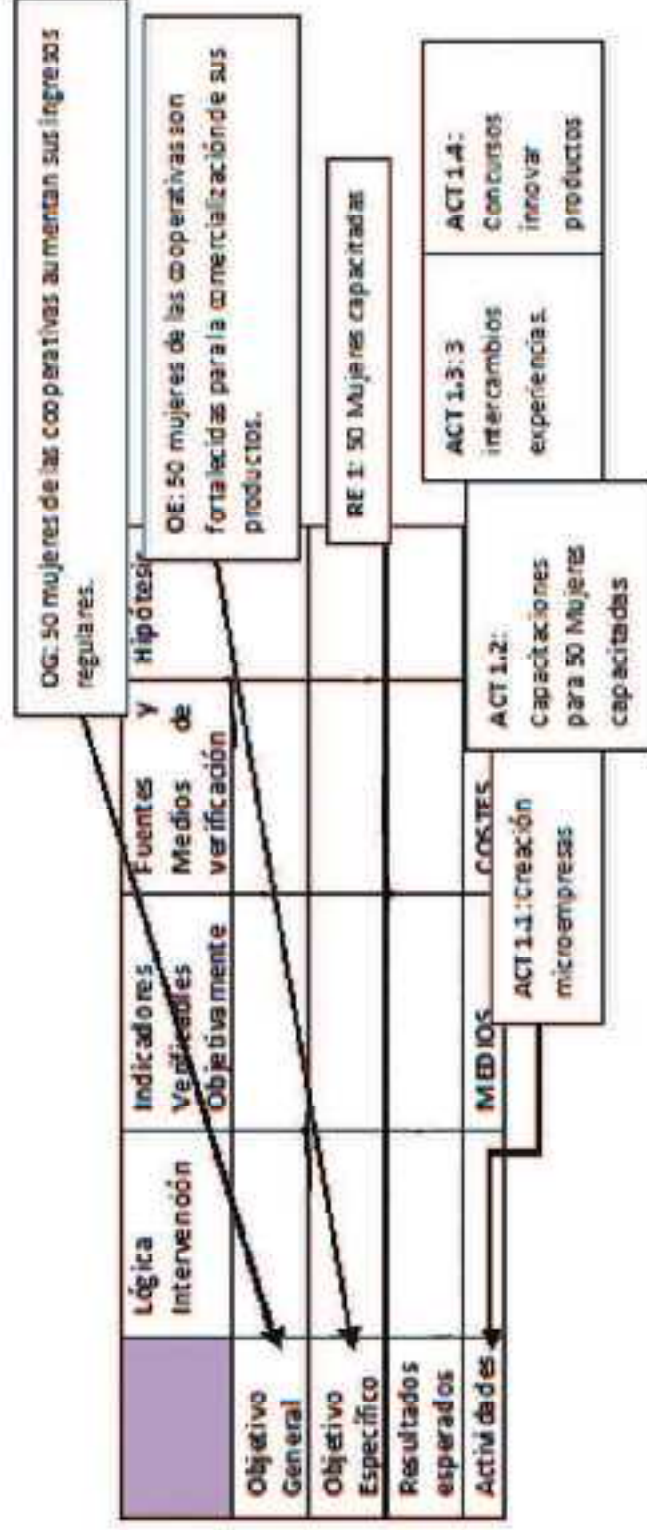 OG: 50 mujeres de las cooperativas aumentan sus ingresos
regulares.
OE: 50 mujeres de las cooperativas son
fortalecidas para la comercialización de sus
productos.
RE 1: 50 Mujeres capacitadas
Lógica
Intervención
Indicadores
Verificables
Objetivamente
Fuentes y
Medios de
verificación
Hipótesis
Objetivo
General
Objetivo
Específico
Resultados
esperados
Actividades
MEDIOS
COSTES
ACT 1.1: Creación
microempresas
ACT 1.2:
Capacitaciones
para 50 Mujeres
capacitadas
ACT 1.3: 3
intercambios
experiencias.
ACT 1.4:
Concursos
innovar
productos